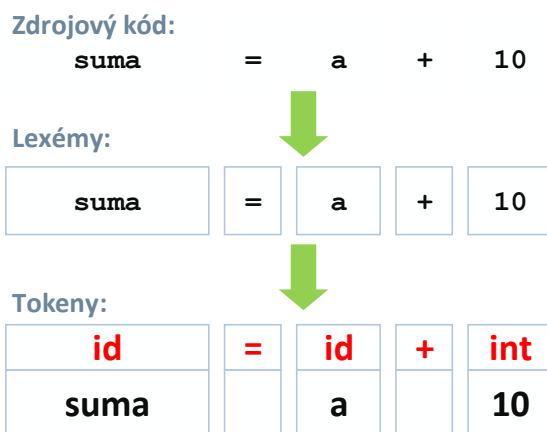 Zdrojový kód:
suma = a + 10
Lexémy:
suma = a + 10
Tokeny:
id = id + int
suma a 10